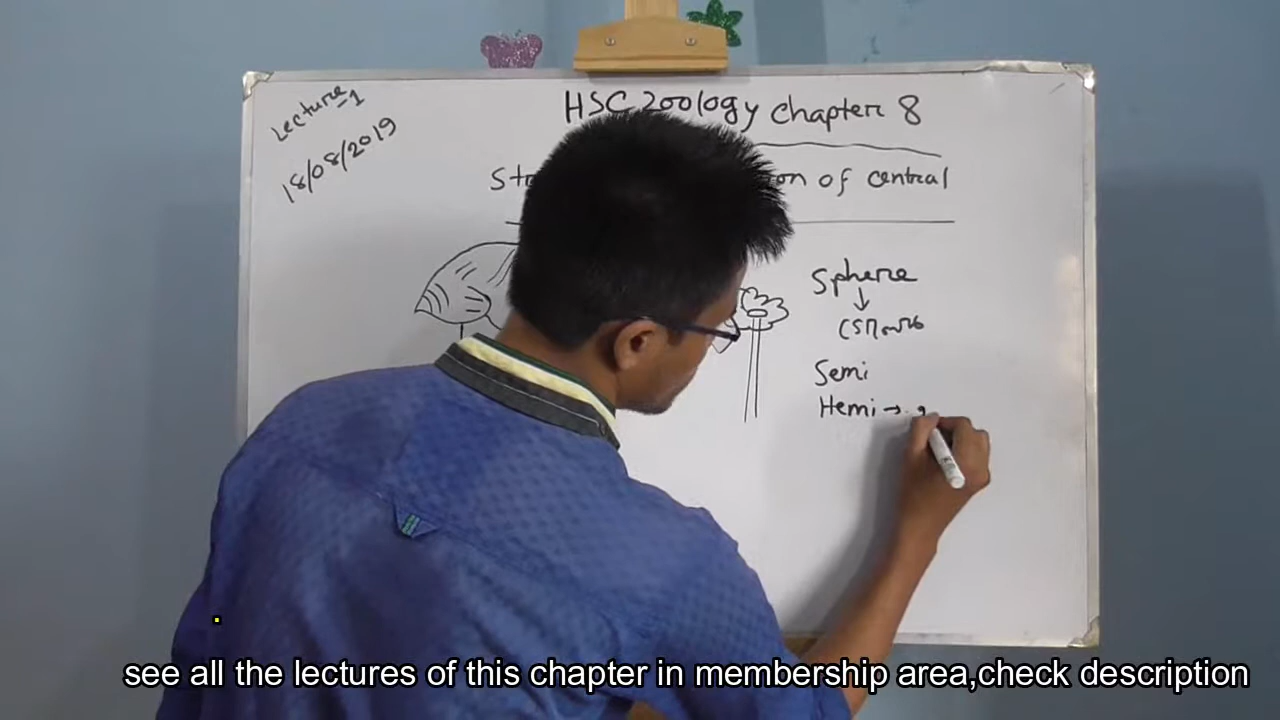 Lecture-1
18/08/2019
HSC Zoology Chapter 8
on of central
Sphere
↓
Semi
Hemi →
see all the lectures of this chapter in membership area,check description